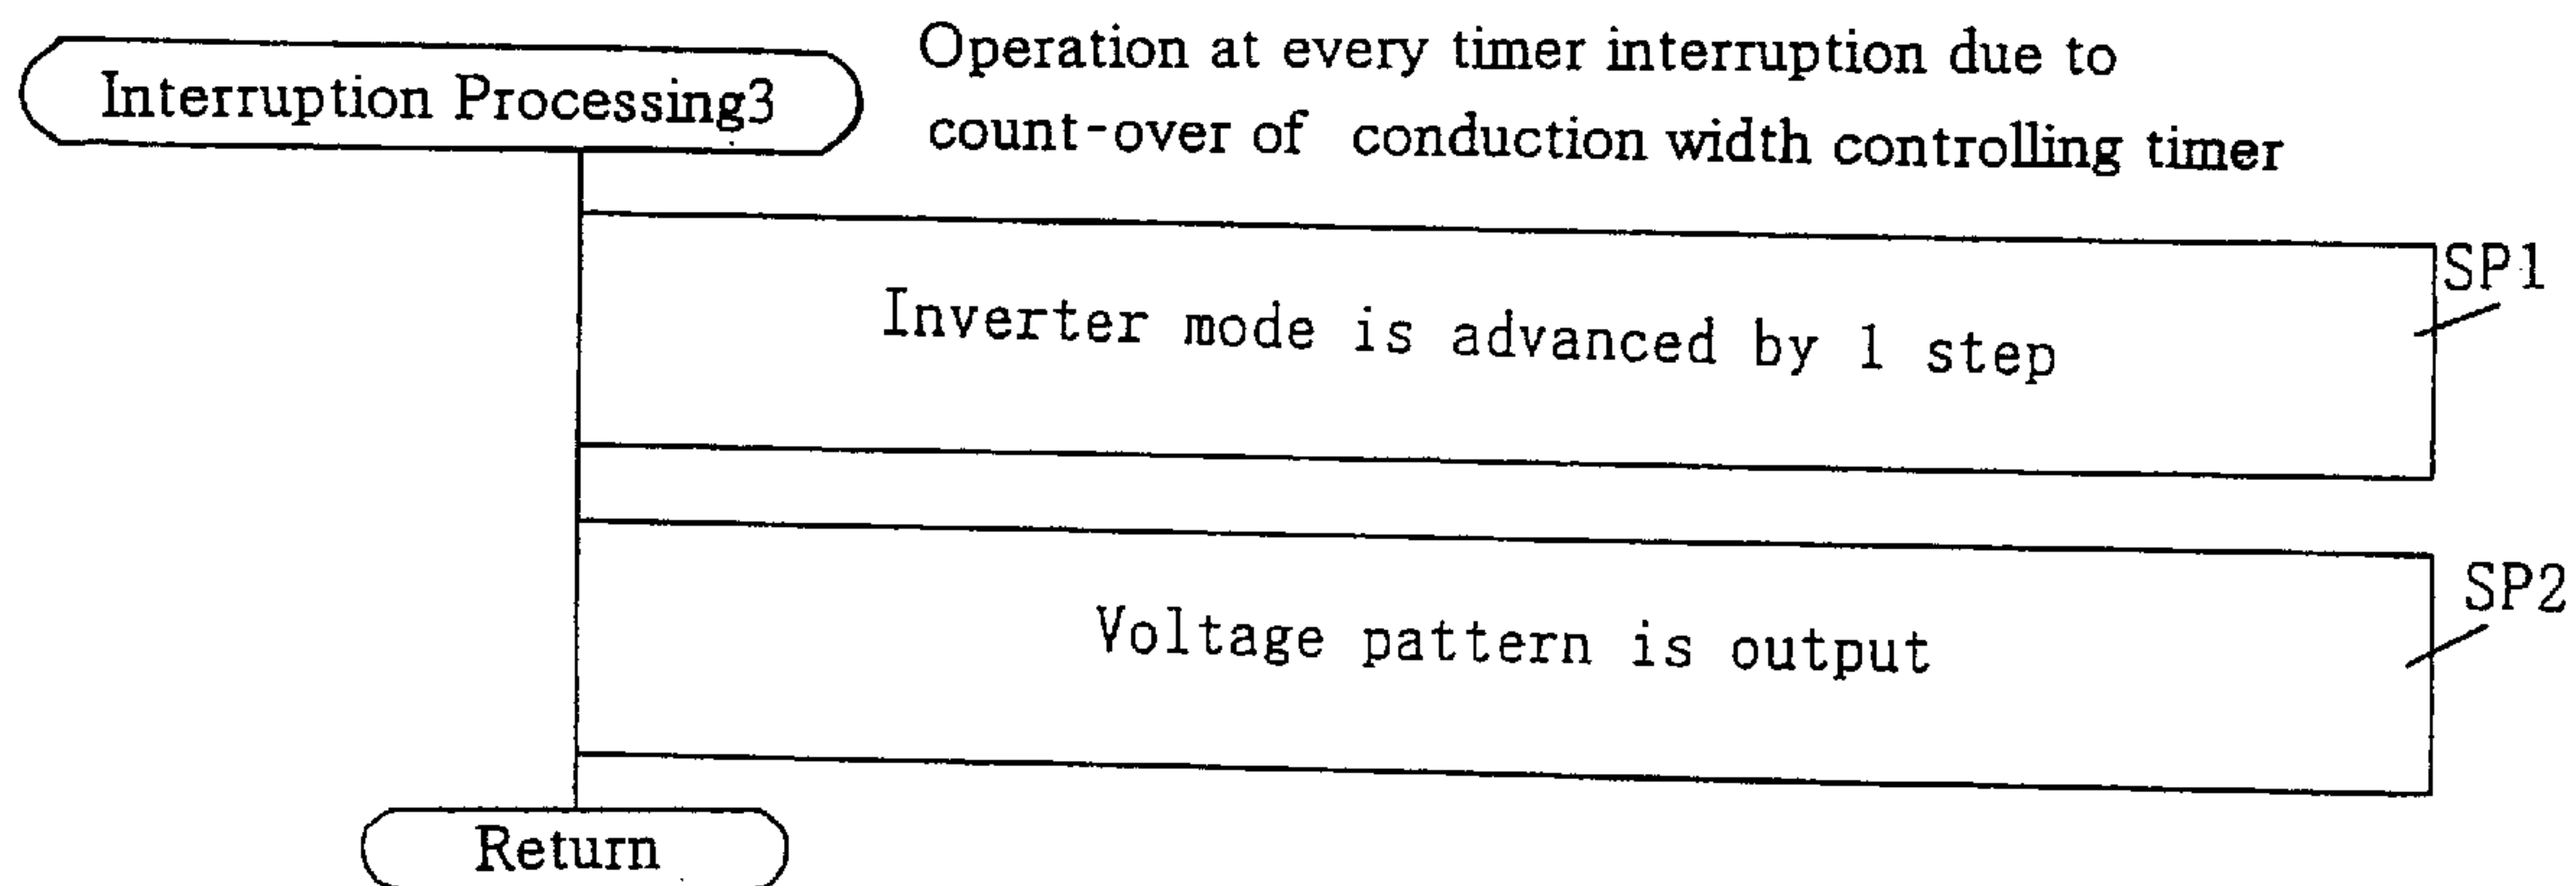 Interruption Processing3
Operation at every timer interruption due to
count-over of conduction width controlling timer
SP1
Inverter mode is advanced by 1 step
SP2
Voltage pattern is output
Return